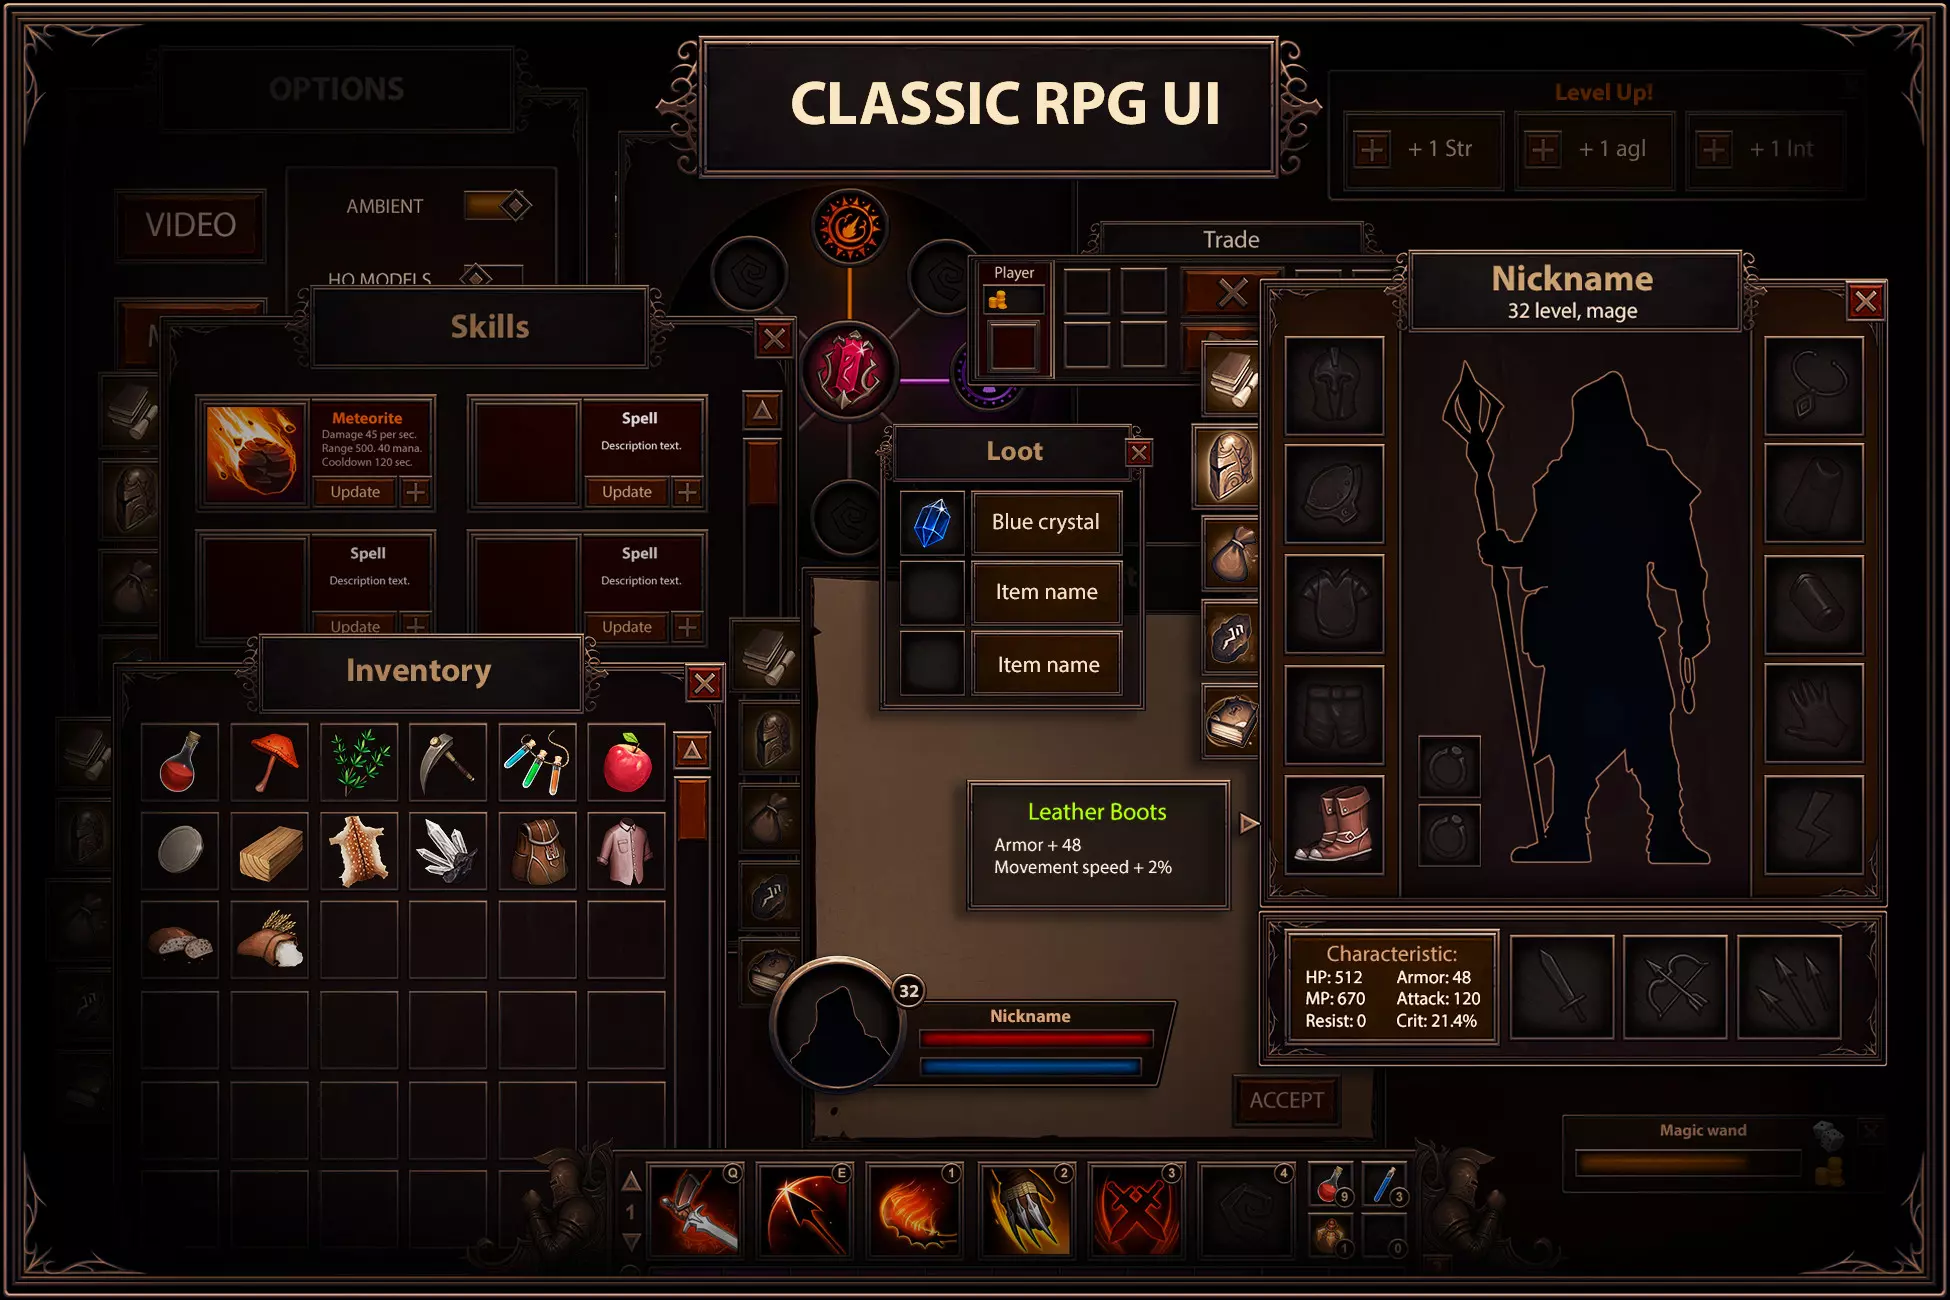 CLASSIC RPG UI
OPTIONS
VIDEO
AMBIENT
HQ MODELS
Level Up!
+ 1 Str
+ 1 agl
+ 1 Int
Trade
Player
Skills
Meteorite
Damage 45 per sec.
Range 500. 40 mana.
Cooldown 120 sec.
Update
Spell
Description text.
Update
Spell
Description text.
Update
Spell
Description text.
Update
Loot
Blue crystal
Item name
Item name
Nickname
32 level, mage
Inventory
Leather Boots
Armor + 48
Movement speed + 2%
Characteristic:
HP: 512 Armor: 48
MP: 670 Attack: 120
Resist: 0 Crit: 21.4%
32
Nickname
ACCEPT
Magic wand
1
Q
E
1
2
3
4
9
3
1
0